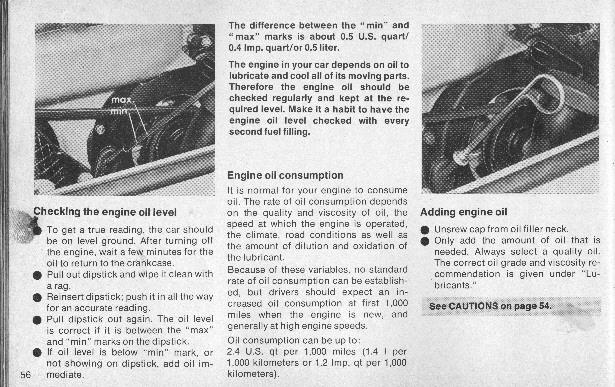 max.
min
Checking the engine oil level
To get a true reading, the car should
be on level ground. After turning off
the engine, wait a few minutes for the
oil to return to the crankcase.
Pull out dipstick and wipe it clean with
a rag.
Reinsert dipstick; push it in all the way
for an accurate reading.
Pull dipstick out again. The oil level
is correct if it is between the "max"
and "min" marks on the dipstick.
If oil level is below "min" mark, or
not showing on dipstick, add oil im-
mediate.
56
The difference between the "min" and
"max" marks is about 0.5 U.S. quart/
0.4 Imp. quart/or 0.5 liter.
The engine in your car depends on oil to
lubricate and cool all of its moving parts.
Therefore the engine oil should be
checked regularly and kept at the re-
quired level. Make it a habit to have the
engine oil level checked with every
second fuel filling.
Engine oil consumption
It is normal for your engine to consume
oil. The rate of oil consumption depends
on the quality and viscosity of oil, the
speed at which the engine is operated,
the climate, road conditions as well as
the amount of dilution and oxidation of
the lubricant.
Because of these variables, no standard
rate of oil consumption can be establish-
ed, but drivers should expect an in-
creased oil consumption at first 1,000
miles when the engine is new, and
generally at high engine speeds.
Oil consumption can be up to:
2.4 U.S. qt per 1,000 miles (1.4 l per
1,000 kilometers or 1.2 Imp. qt per 1,000
kilometers).
Adding engine oil
Unsrew cap from oil filler neck.
Only add the amount of oil that is
needed. Always select a quality oil.
The correct oil grade and viscosity re-
commendation is given under "Lu-
bricants."
See CAUTIONS on page 54.